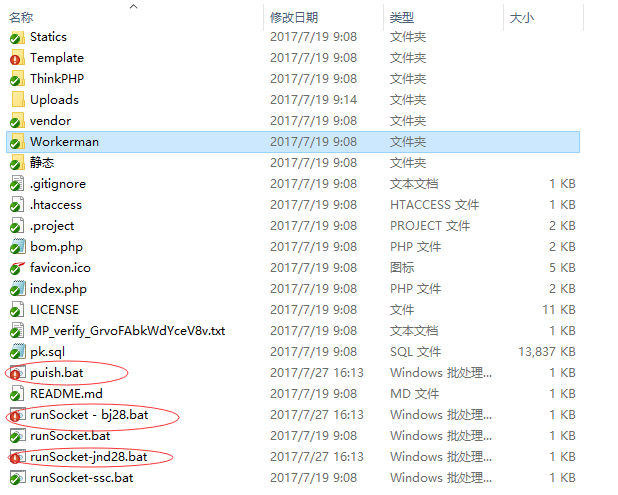 名称 修改日期 类型 大小
Statics 2017/7/19 9:08 文件夹
Template 2017/7/19 9:08 文件夹
ThinkPHP 2017/7/19 9:08 文件夹
Uploads 2017/7/19 9:14 文件夹
vendor 2017/7/19 9:08 文件夹
Workerman 2017/7/19 9:08 文件夹
静态 2017/7/19 9:08 文件夹
.gitignore 2017/7/19 9:08 文本文档 1 KB
.htaccess 2017/7/19 9:08 HTACCESS 文件 1 KB
.project 2017/7/19 9:08 PROJECT 文件 2 KB
bom.php 2017/7/19 9:08 PHP 文件 2 KB
favicon.ico 2017/7/19 9:08 图标 5 KB
index.php 2017/7/19 9:08 PHP 文件 2 KB
LICENSE 2017/7/19 9:08 文件 11 KB
MP_verify_GrvoFAbkWdYceV8v.txt 2017/7/19 9:08 文本文档 1 KB
pk.sql 2017/7/19 9:08 SQL 文件 13,837 KB
puish.bat 2017/7/27 16:13 Windows 批处理... 1 KB
README.md 2017/7/19 9:08 MD 文件 2 KB
runSocket - bj28.bat 2017/7/27 16:13 Windows 批处理... 1 KB
runSocket.bat 2017/7/19 9:08 Windows 批处理... 1 KB
runSocket-jnd28.bat 2017/7/27 16:13 Windows 批处理... 1 KB
runSocket-ssc.bat 2017/7/19 9:08 Windows 批处理... 1 KB